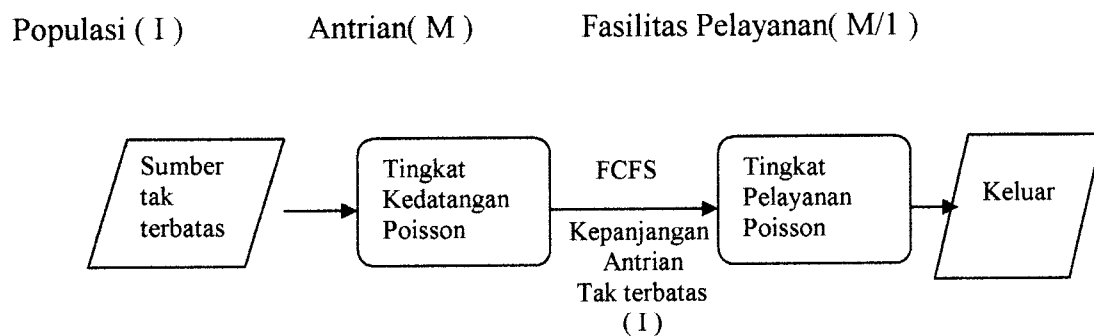 Populasi ( I ) Antrian( M ) Fasilitas Pelayanan( M/1 )
Sumber
tak
terbatas
Tingkat
Kedatangan
Poisson
FCFS
Kepanjangan
Antrian
Tak terbatas
( I )
Tingkat
Pelayanan
Poisson
Keluar